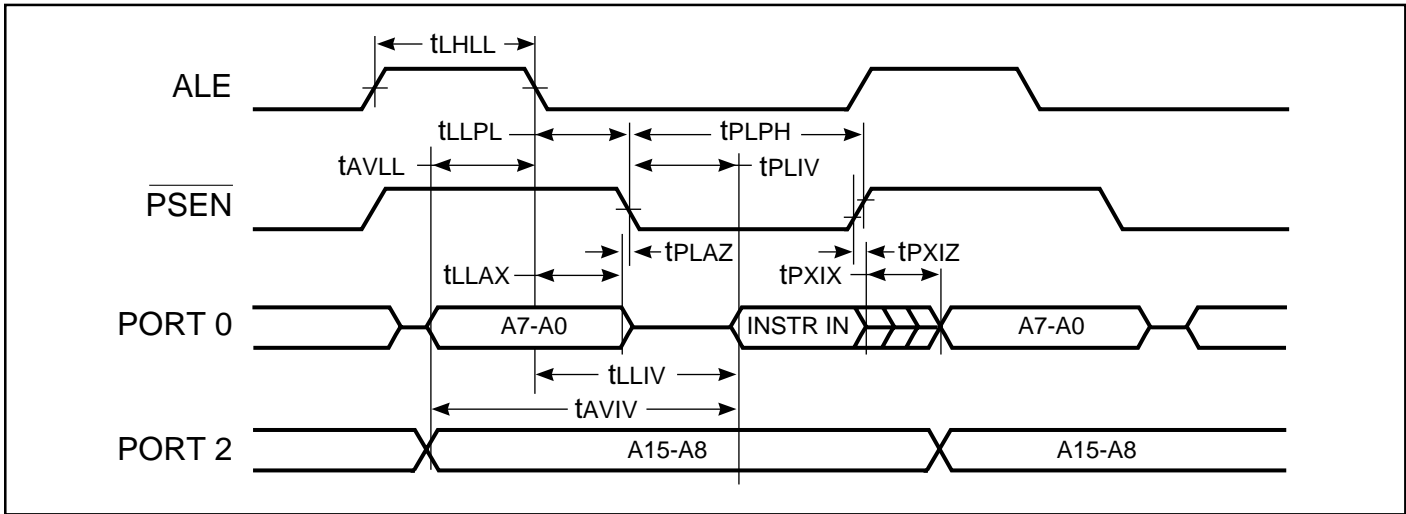 tLHLL
ALE
tLLPL
tPLPH
tAVLL
tPLIV
PSEN
tPLAZ
tPXIZ
tLLAX
tPXIX
PORT 0
A7-A0
INSTR IN
A7-A0
tLLIV
tAVIV
PORT 2
A15-A8
A15-A8